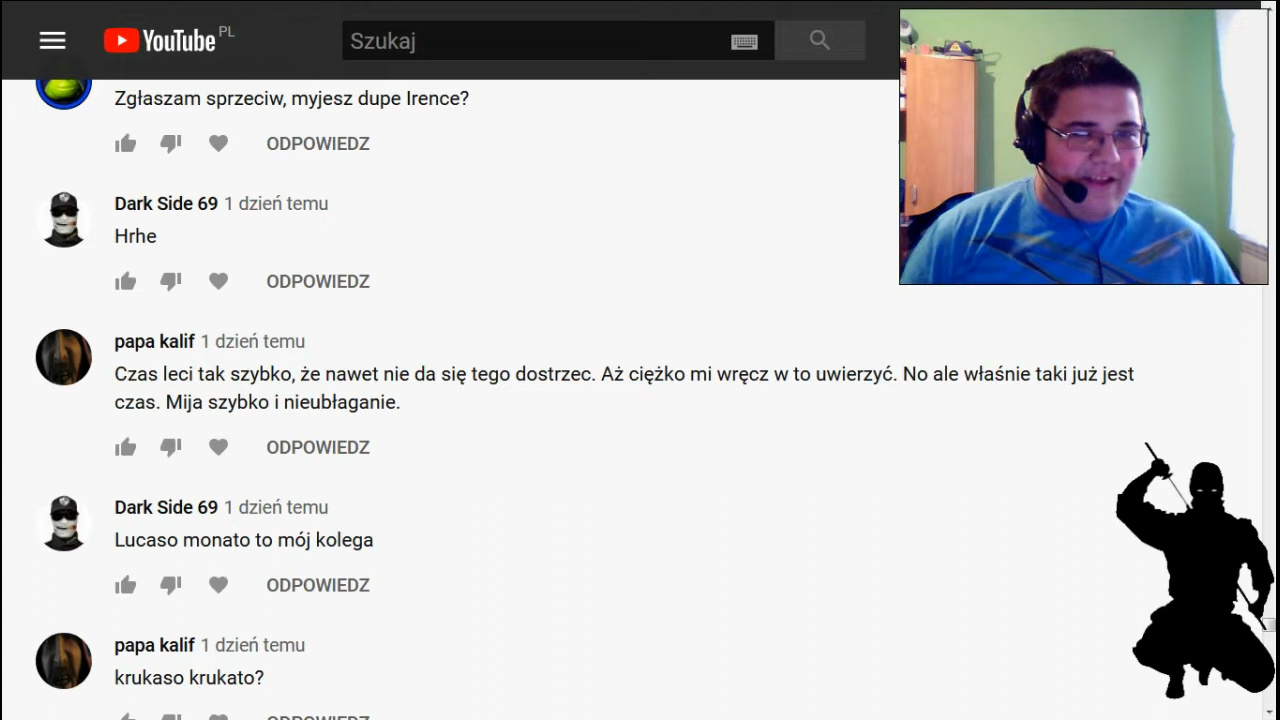 YouTube PL
Szukaj
Zgłaszam sprzeciw, myjesz dupe Irence?
ODPOWIEDZ
Dark Side 69 1 dzień temu
Hrhe
ODPOWIEDZ
papa kalif 1 dzień temu
Czas leci tak szybko, że nawet nie da się tego dostrzec. Aż ciężko mi wręcz w to uwierzyć. No ale właśnie taki już jest
czas. Mija szybko i nieubłaganie.
ODPOWIEDZ
Dark Side 69 1 dzień temu
Lucaso monato to mój kolega
ODPOWIEDZ
papa kalif 1 dzień temu
krukaso krukato?
ODPOWIEDZ